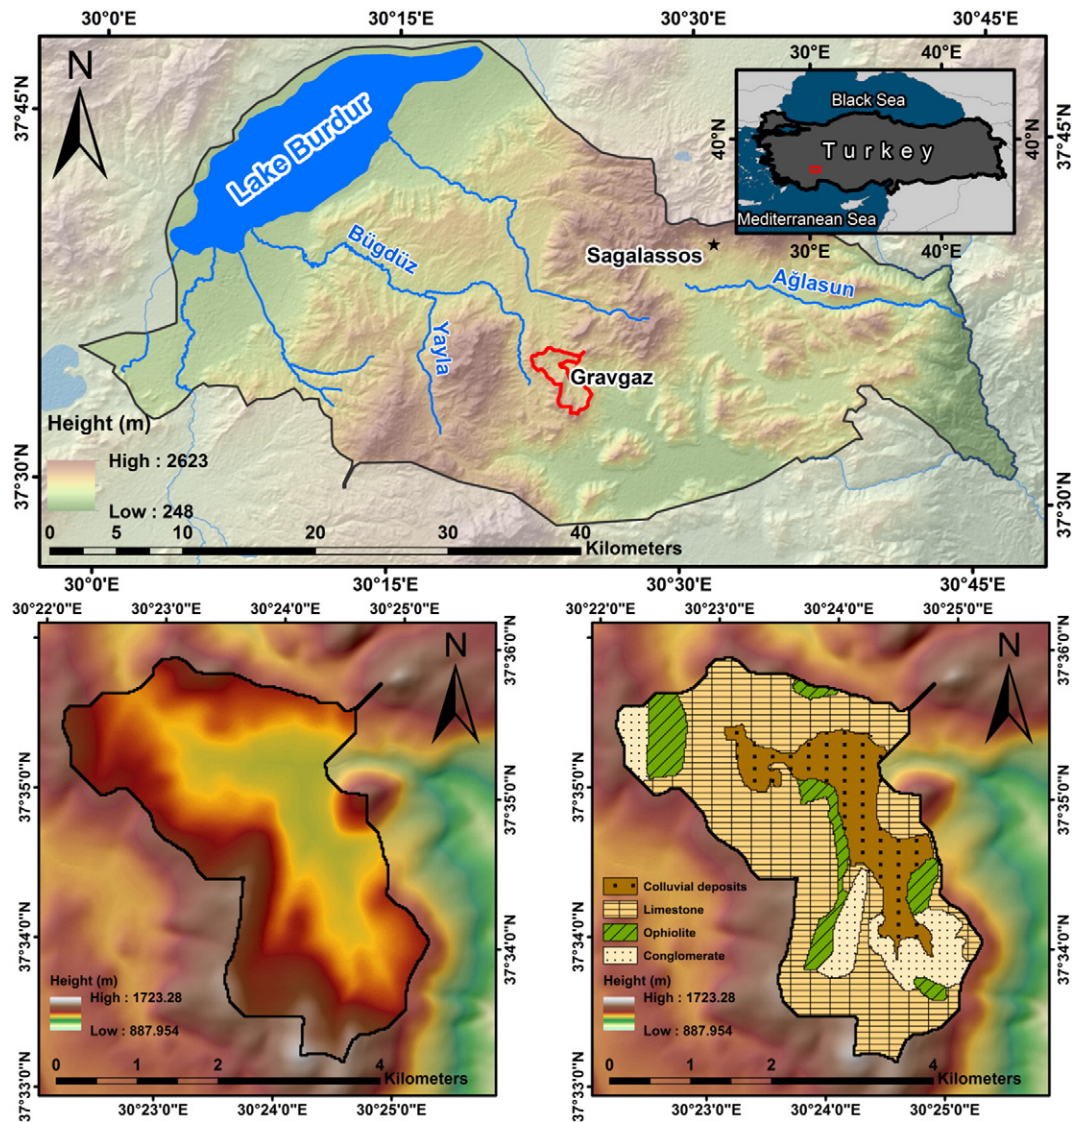 30°0'E 30°15'E 30°30'E 30°45'E
N
37°45'N
37°30'N
37°45'N
37°30'N
Lake Burdur
Bügdüz
Yayla
Sagalassos
Ağlasun
Gravgaz
30°E 40°E
40°N
40°N
Black Sea
Turkey
Mediterranean Sea
30°E 40°E
Height (m)
High : 2623
Low : 248
0 5 10 20 30 40
Kilometers
30°0'E 30°15'E 30°30'E 30°45'E
30°22'0"E 30°23'0"E 30°24'0"E 30°25'0"E
N
37°36'0"N
37°35'0"N
37°34'0"N
37°35'0"N
37°34'0"N
37°33'0"N
Height (m)
High : 1723.28
Low : 887.954
0 1 2 4
Kilometers
30°23'0"E 30°24'0"E 30°25'0"E
30°22'0"E 30°23'0"E 30°24'0"E 30°25'0"E
N
37°36'0"N
37°35'0"N
37°34'0"N
37°35'0"N
37°34'0"N
37°33'0"N
Colluvial deposits
Limestone
Ophiolite
Conglomerate
Height (m)
High : 1723.28
Low : 887.954
0 1 2 4
Kilometers
30°23'0"E 30°24'0"E 30°25'0"E